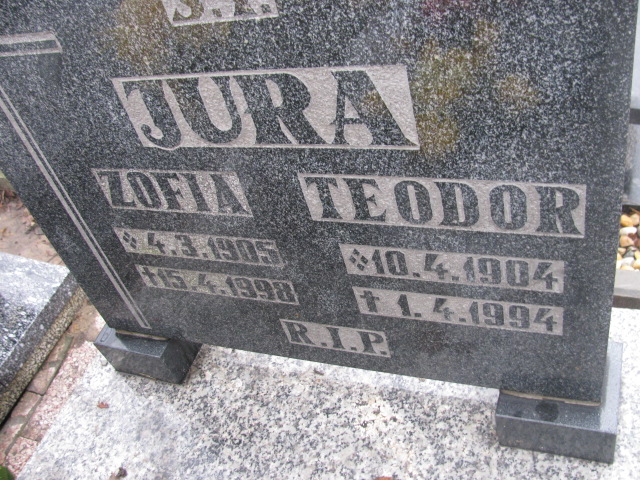 Ś.P.
JURA
ZOFIA TEODOR
4.3.1905 10.4.1904
†15.4.1998 † 1.4.1994
R.I.P.